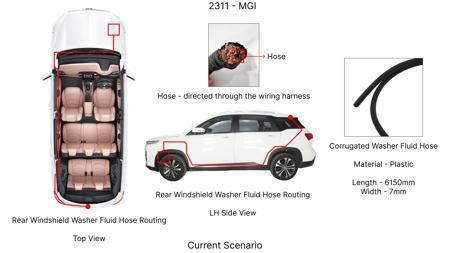 2311 - MGI
Hose
Hose - directed through the wiring harness
Corrugated Washer Fluid Hose
Material - Plastic
Length - 6150mm
Width - 7mm
Rear Windshield Washer Fluid Hose Routing
LH Side View
Rear Windshield Washer Fluid Hose Routing
Top View
Current Scenario